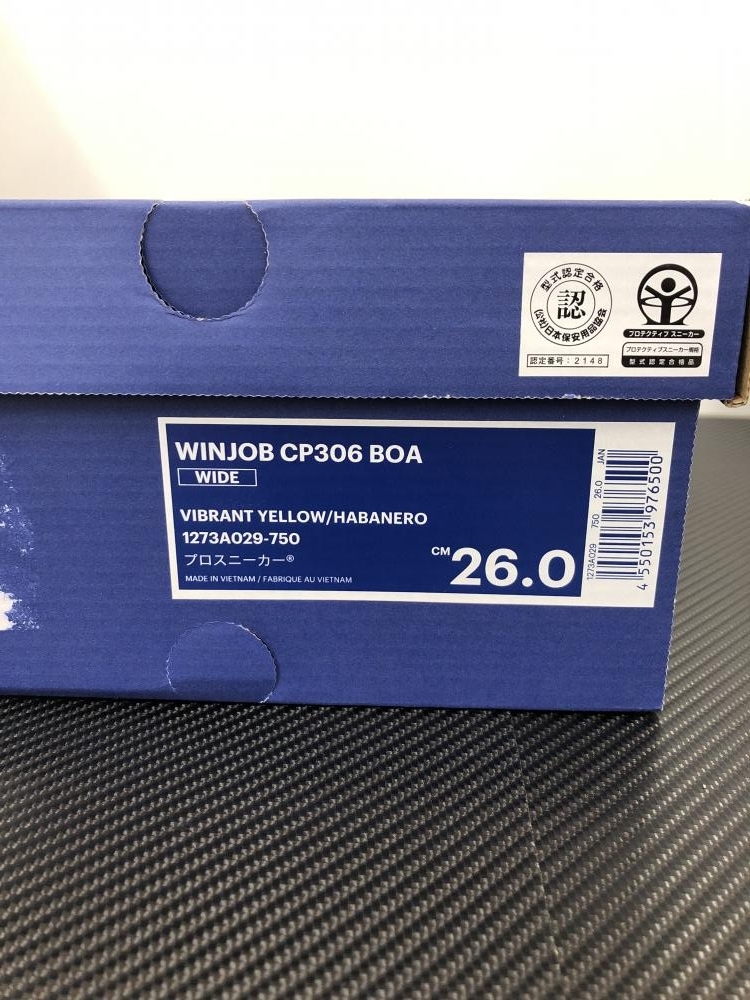 型式認定合格
認
(公社)日本保安用品協会
認定番号:2148
プロテクティブ スニーカー
プロテクティブスニーカー規格
型式認定合格品
WINJOB CP306 BOA
WIDE
VIBRANT YELLOW/HABANERO
1273A029-750
プロスニーカー®
MADE IN VIETNAM / FABRIQUE AU VIETNAM
CM 26.0
1273A029 750 26.0 JAN
4 550153 976500